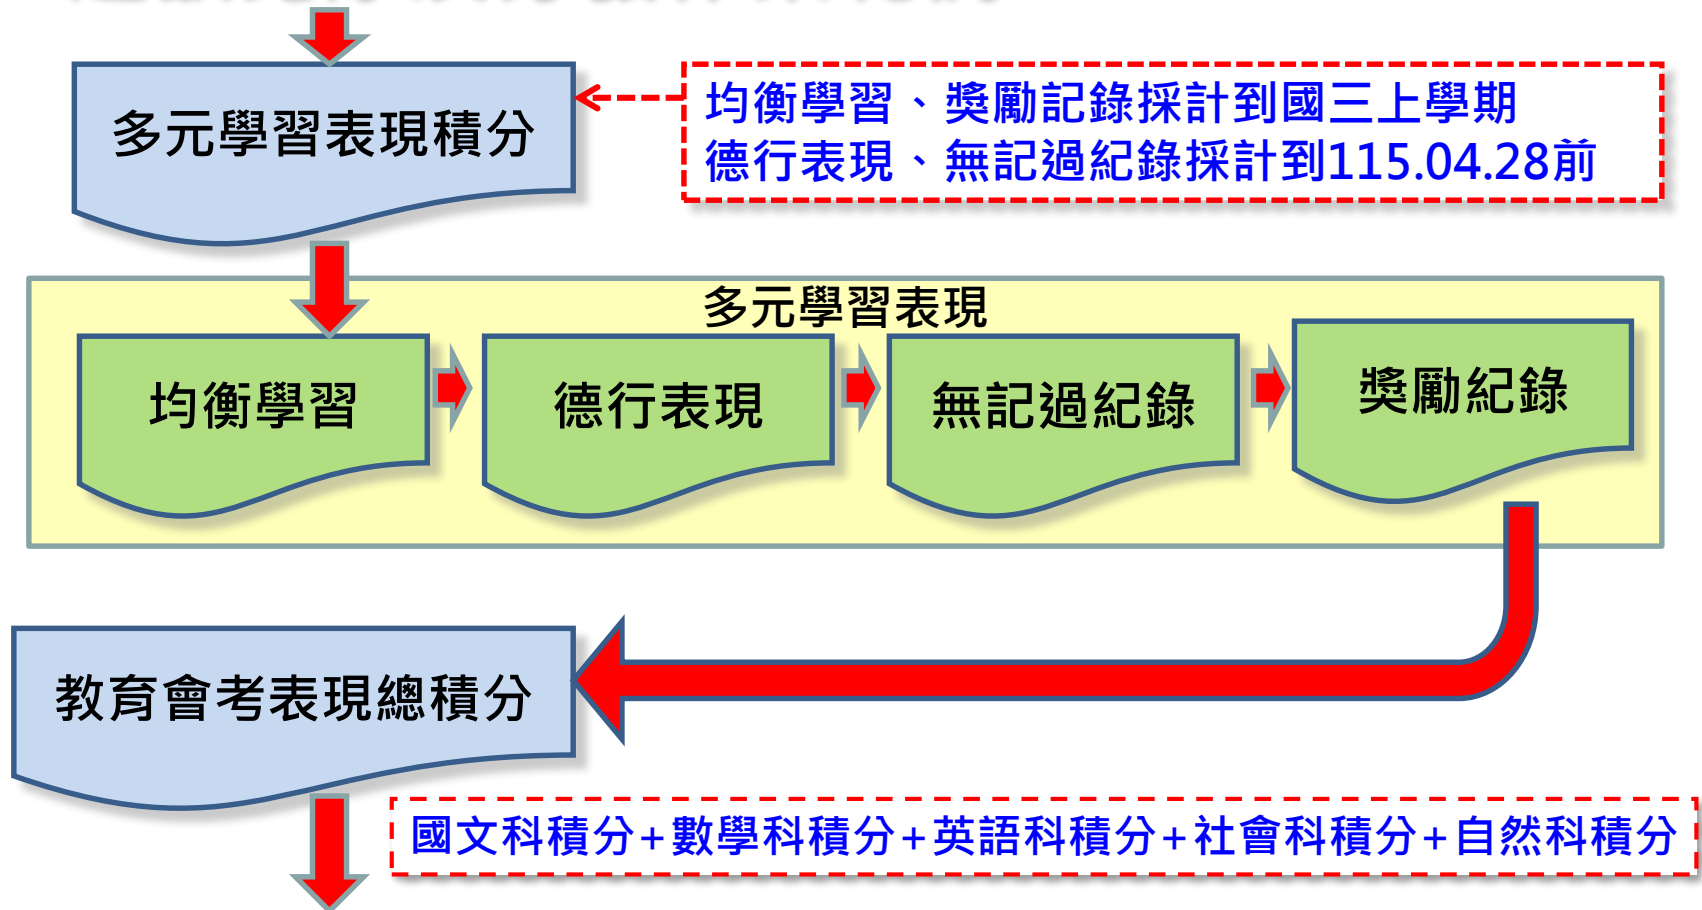 多元學習表現積分
均衡學習、獎勵記錄採計到國三上學期
德行表現、無記過紀錄採計到115.04.28前
多元學習表現
均衡學習
德行表現
無記過紀錄
獎勵紀錄
教育會考表現總積分
國文科積分+數學科積分+英語科積分+社會科積分+自然科積分